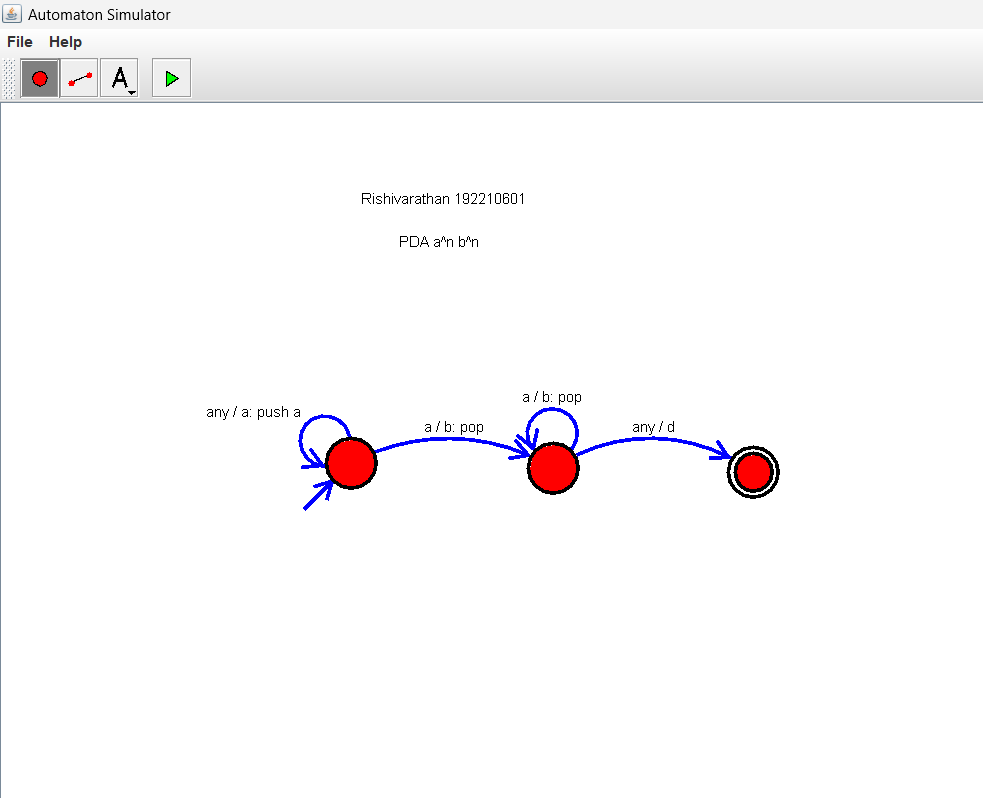 Automaton Simulator
File Help
A
Rishivarathan 192210601
PDA a^n b^n
a / b: pop
any / a: push a
a / b: pop
any / d